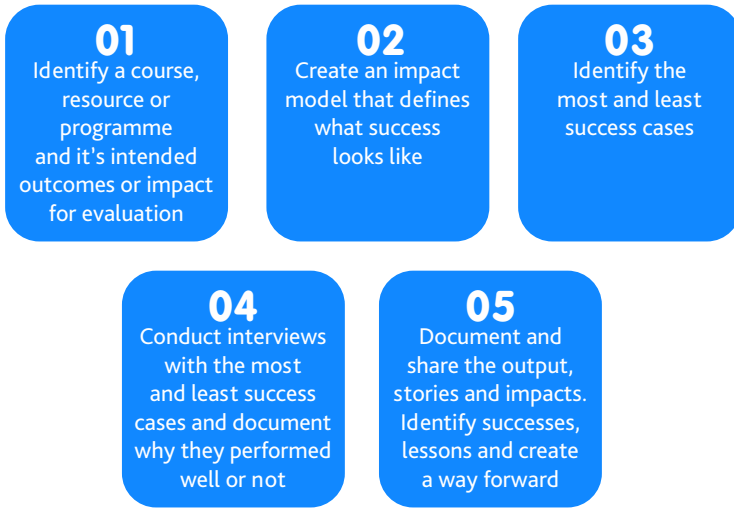 01
Identify a course,
resource or
programme
and it's intended
outcomes or impact
for evaluation
02
Create an impact
model that defines
what success
looks like
03
Identify the
most and least
success cases
04
Conduct interviews
with the most
and least success
cases and document
why they performed
well or not
05
Document and
share the output,
stories and impacts.
Identify successes,
lessons and create
a way forward